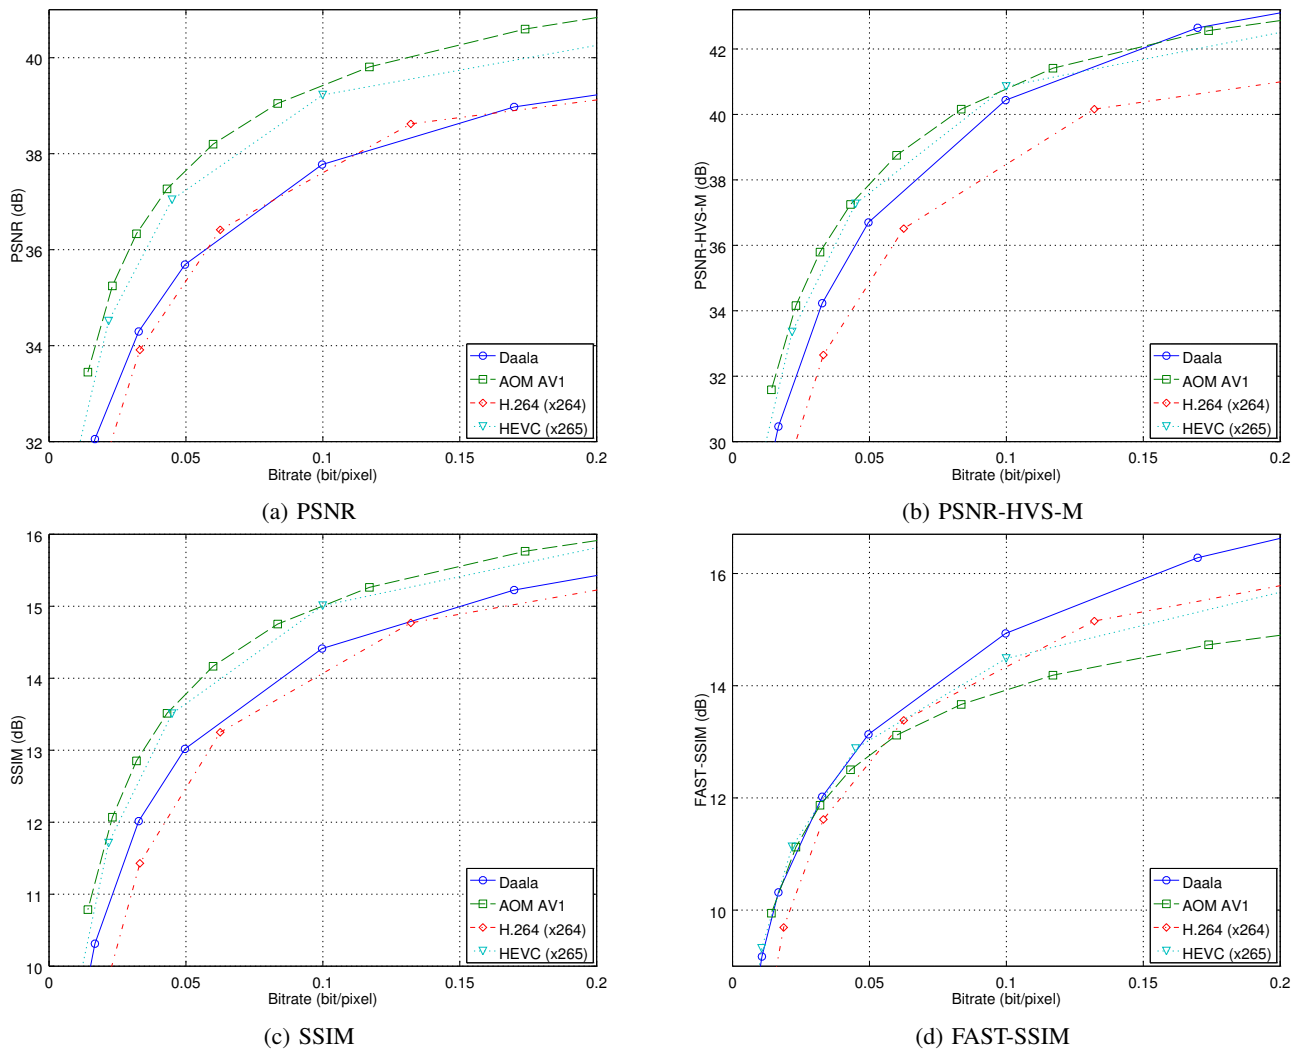 40
38
36
34
32
PSNR (dB)
0
0.05
0.1
0.15
0.2
Bitrate (bit/pixel)
Daala
AOM AV1
H.264 (x264)
HEVC (x265)
(a) PSNR
42
40
38
36
34
32
30
PSNR-HVS-M (dB)
0
0.05
0.1
0.15
0.2
Bitrate (bit/pixel)
Daala
AOM AV1
H.264 (x264)
HEVC (x265)
(b) PSNR-HVS-M
16
15
14
13
12
11
10
SSIM (dB)
0
0.05
0.1
0.15
0.2
Bitrate (bit/pixel)
Daala
AOM AV1
H.264 (x264)
HEVC (x265)
(c) SSIM
16
14
12
10
FAST-SSIM (dB)
0
0.05
0.1
0.15
0.2
Bitrate (bit/pixel)
Daala
AOM AV1
H.264 (x264)
HEVC (x265)
(d) FAST-SSIM